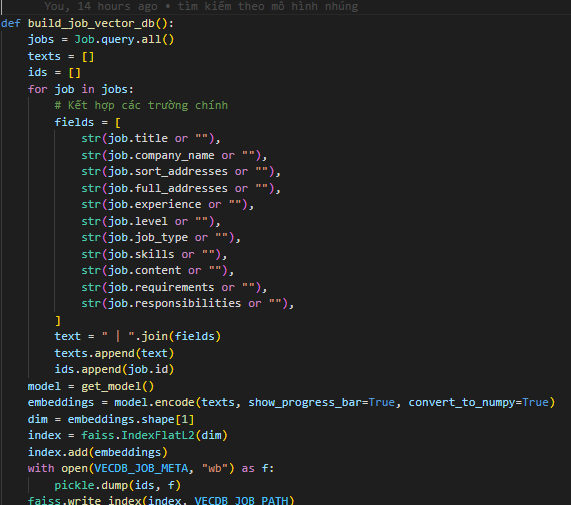 You, 14 hours ago • tìm kiếm theo mô hình nhúng
def build_job_vector_db():
    jobs = Job.query.all()
    texts = []
    ids = []
    for job in jobs:
        # Kết hợp các trường chính
        fields = [
            str(job.title or ""),
            str(job.company_name or ""),
            str(job.sort_addresses or ""),
            str(job.full_addresses or ""),
            str(job.experience or ""),
            str(job.level or ""),
            str(job.job_type or ""),
            str(job.skills or ""),
            str(job.content or ""),
            str(job.requirements or ""),
            str(job.responsibilities or ""),
        ]
        text = " | ".join(fields)
        texts.append(text)
        ids.append(job.id)
    model = get_model()
    embeddings = model.encode(texts, show_progress_bar=True, convert_to_numpy=True)
    dim = embeddings.shape[1]
    index = faiss.IndexFlatL2(dim)
    index.add(embeddings)
    with open(VECDB_JOB_META, "wb") as f:
        pickle.dump(ids, f)
    faiss.write_index(index, VECDB_JOB_PATH)